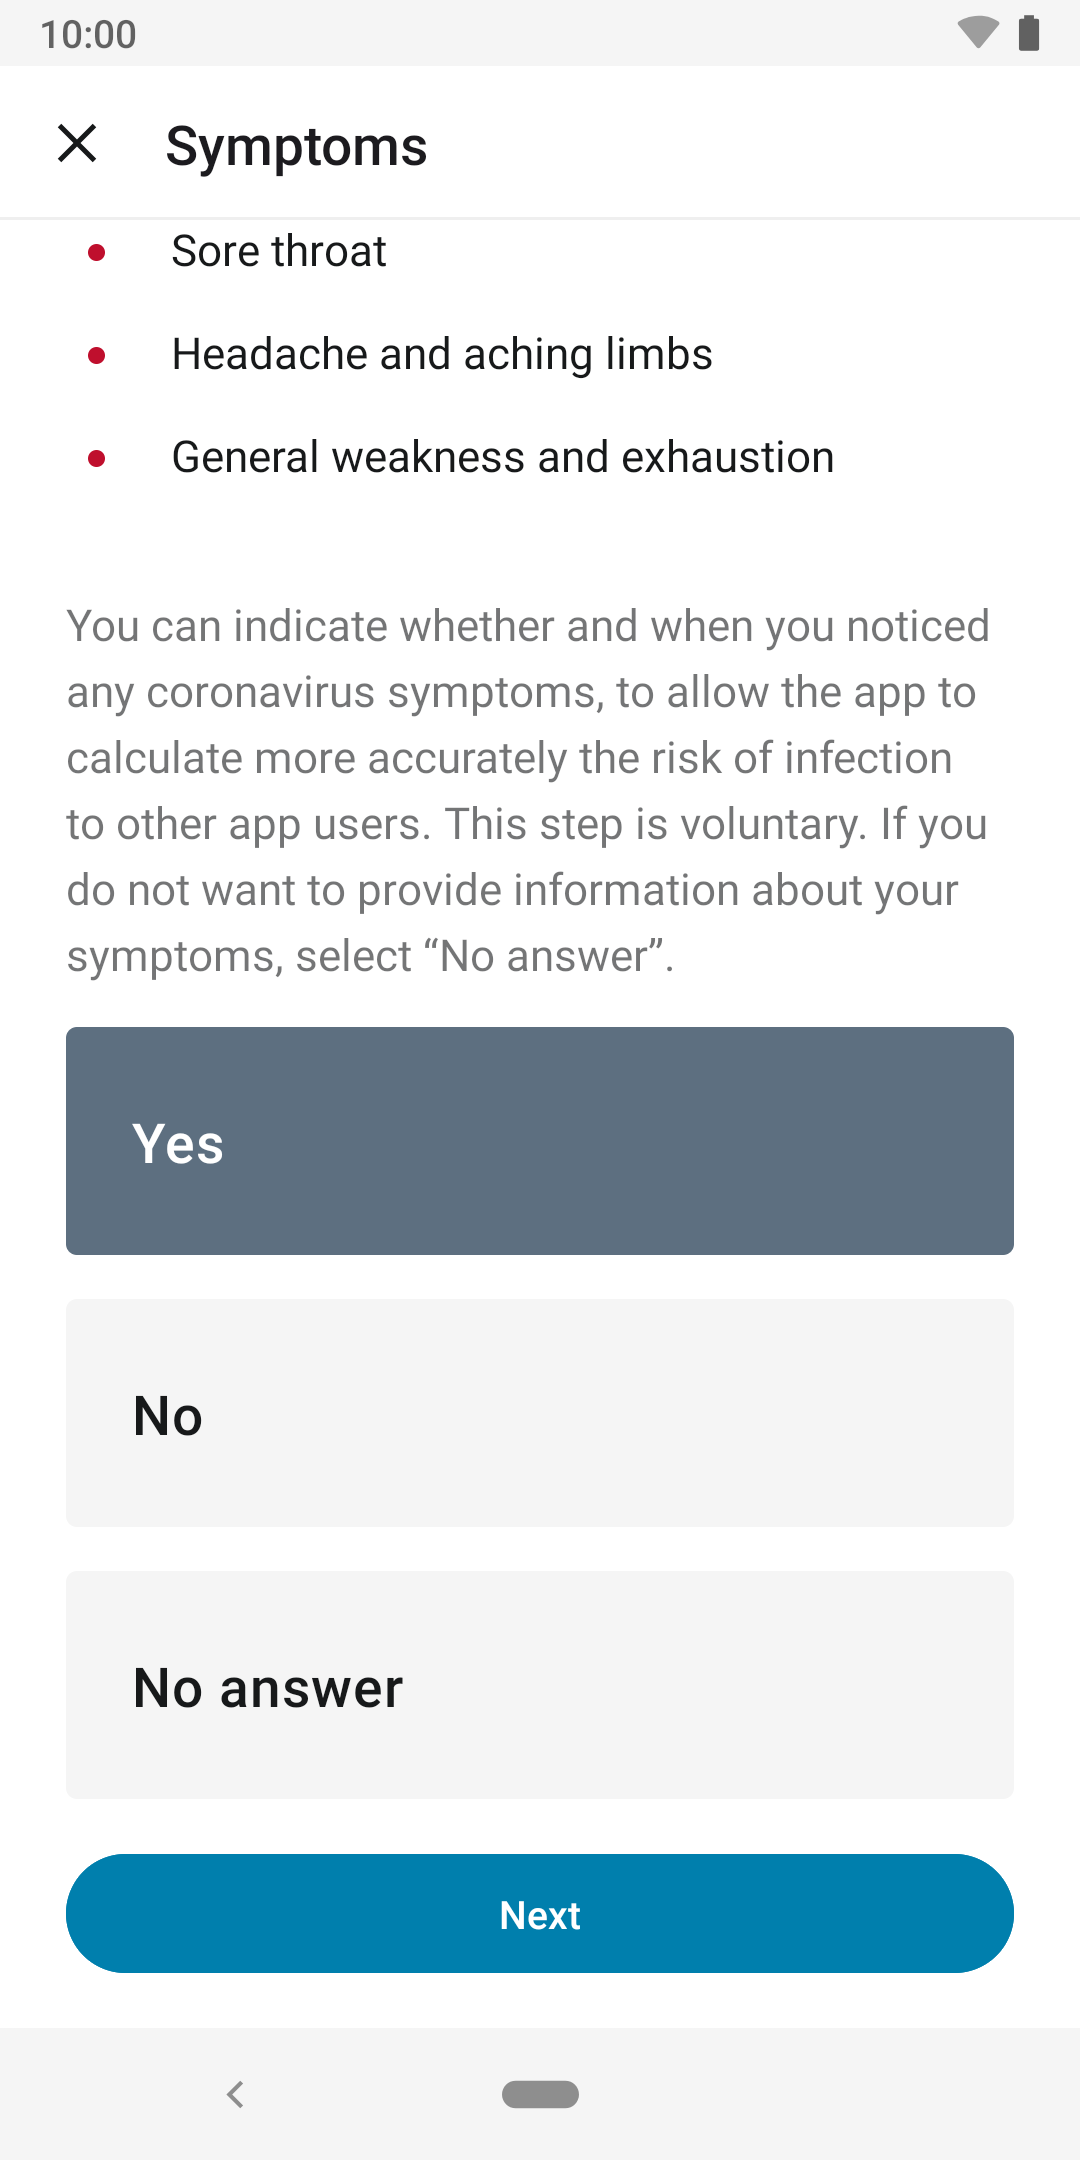 10:00
Symptoms
Sore throat
Headache and aching limbs
General weakness and exhaustion
You can indicate whether and when you noticed
any coronavirus symptoms, to allow the app to
calculate more accurately the risk of infection
to other app users. This step is voluntary. If you
do not want to provide information about your
symptoms, select “No answer”.
Yes
No
No answer
Next